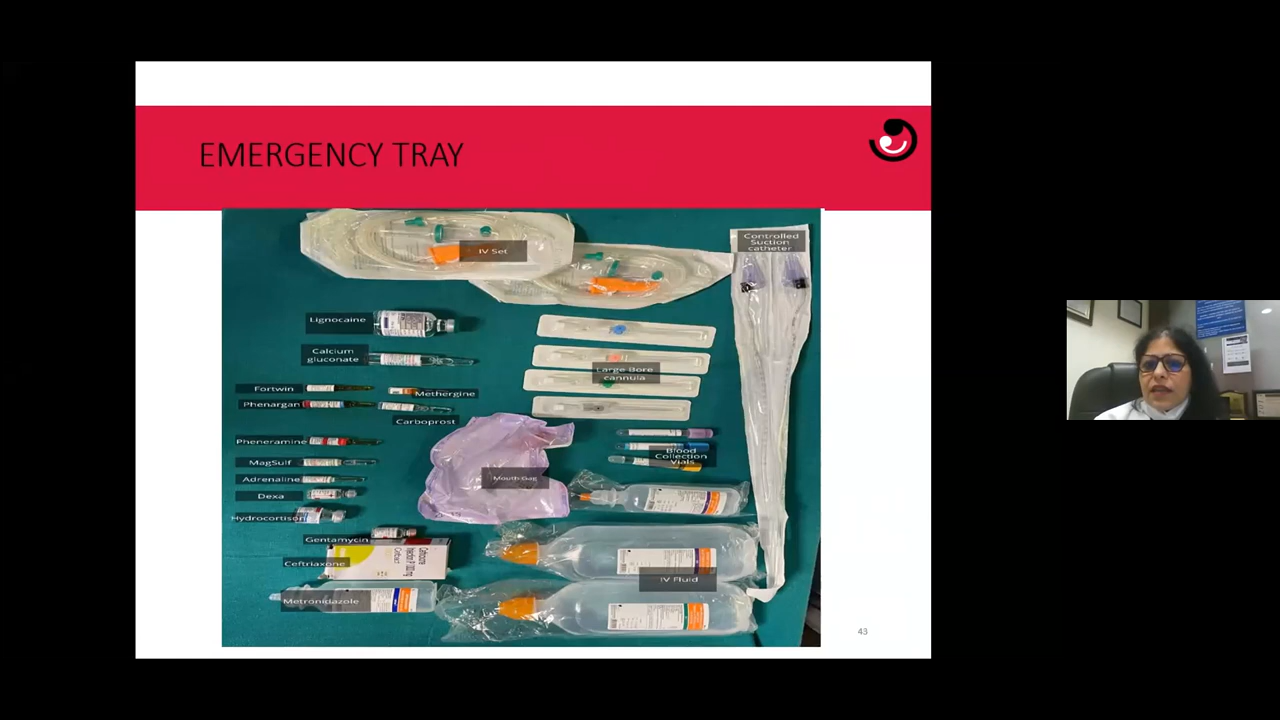 EMERGENCY TRAY
IV Set
Controlled
Suction
catheter
Lignocaine
Calcium
gluconate
Large Bore
cannula
Fortwin
Methergine
Phenargan
Carboprost
Pheneramine
Blood
Collection
Vials
MagSulf
Mouth Gag
Adrenaline
Dexa
Hydrocortison
Gentamycin
Ceftriaxone
IV Fluid
Metronidazole
43